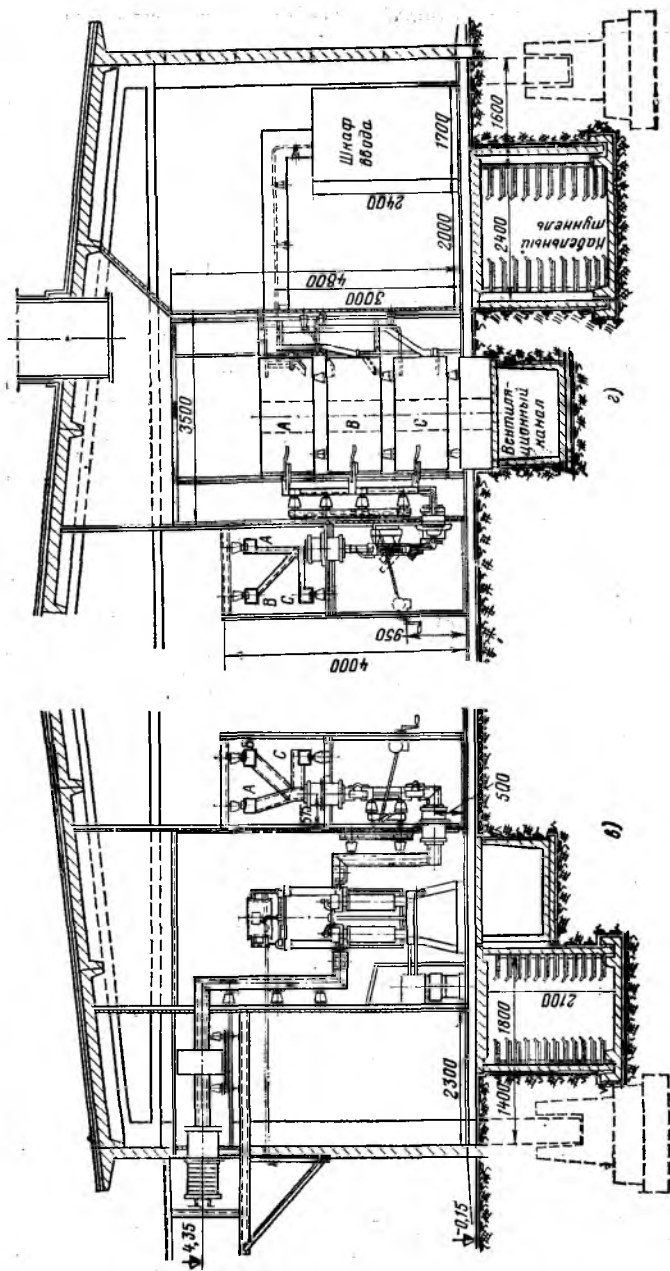 4,35
-0,15
2300
1400
1800
2100
500
А
В
С
570
в)
4000
950
А
В
С
3500
А
В
С
Вентиля-
ционный
канал
4800
3000
2000
2400
1700
Шкаф
ввода
1600
2400
Кабельный
туннель
г)